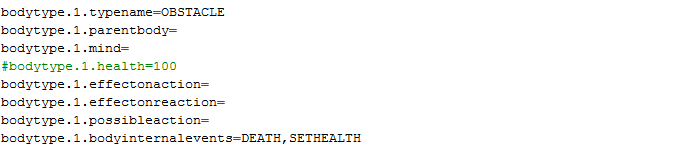 bodytype.1.typename=OBSTACLE
bodytype.1.parentbody=
bodytype.1.mind=
#bodytype.1.health=100
bodytype.1.effectonaction=
bodytype.1.effectonreaction=
bodytype.1.possibleaction=
bodytype.1.bodyinternalevents=DEATH,SETHEALTH